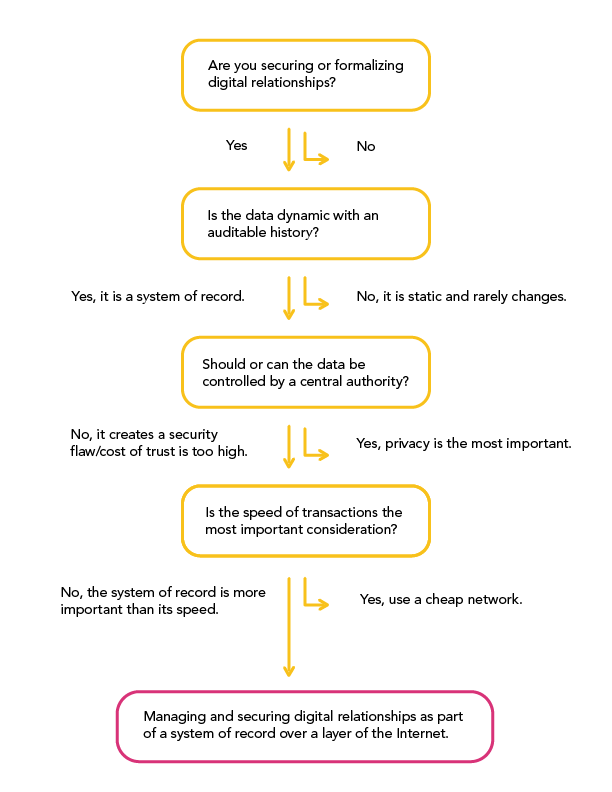 Are you securing or formalizing
digital relationships?
Yes
No
Is the data dynamic with an
auditable history?
Yes, it is a system of record.
No, it is static and rarely changes.
Should or can the data be
controlled by a central authority?
No, it creates a security
flaw/cost of trust is too high.
Yes, privacy is the most important.
Is the speed of transactions the
most important consideration?
No, the system of record is more
important than its speed.
Yes, use a cheap network.
Managing and securing digital relationships as part
of a system of record over a layer of the Internet.